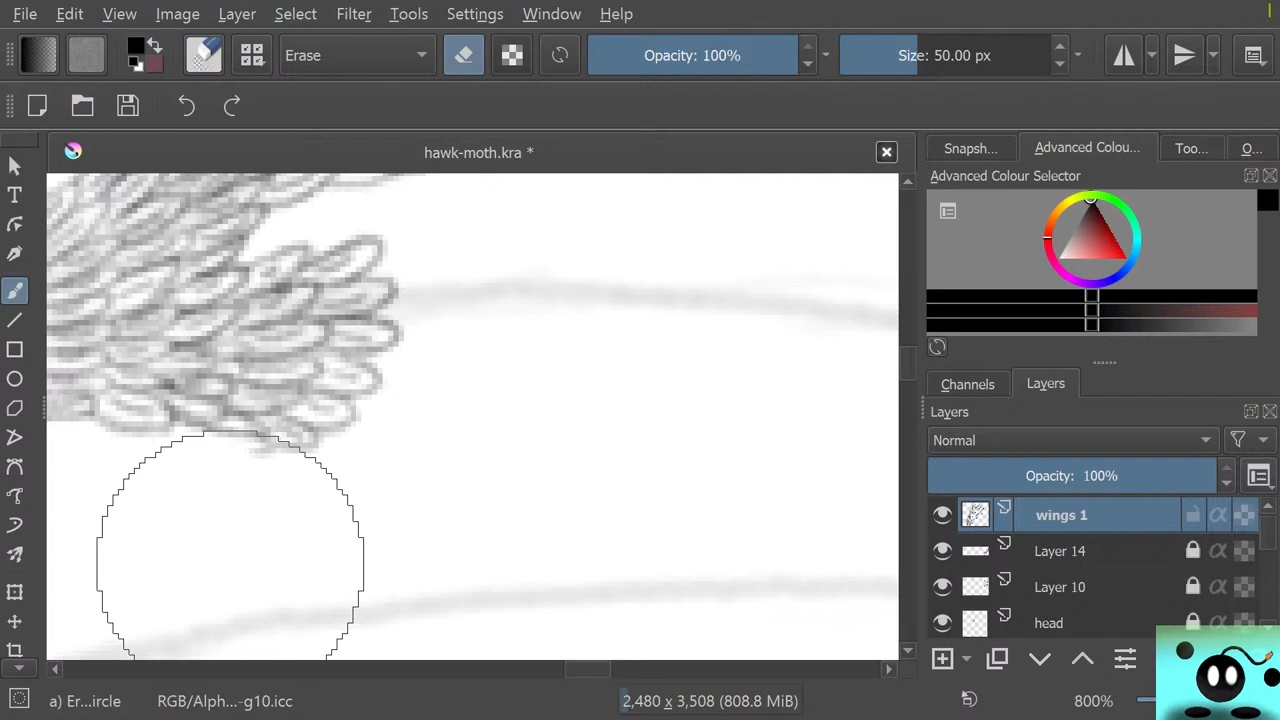 File Edit View Image Layer Select Filter Tools Settings Window Help
Erase Opacity: 100% Size: 50.00 px
hawk-moth.kra *
Snapsh... Advanced Colou... Too... O...
Advanced Colour Selector
Channels Layers
Layers
Normal
Opacity: 100%
wings 1
Layer 14
Layer 10
head
a) Er...ircle RGB/Alph...-g10.icc 2,480 x 3,508 (808.8 MiB) 800%